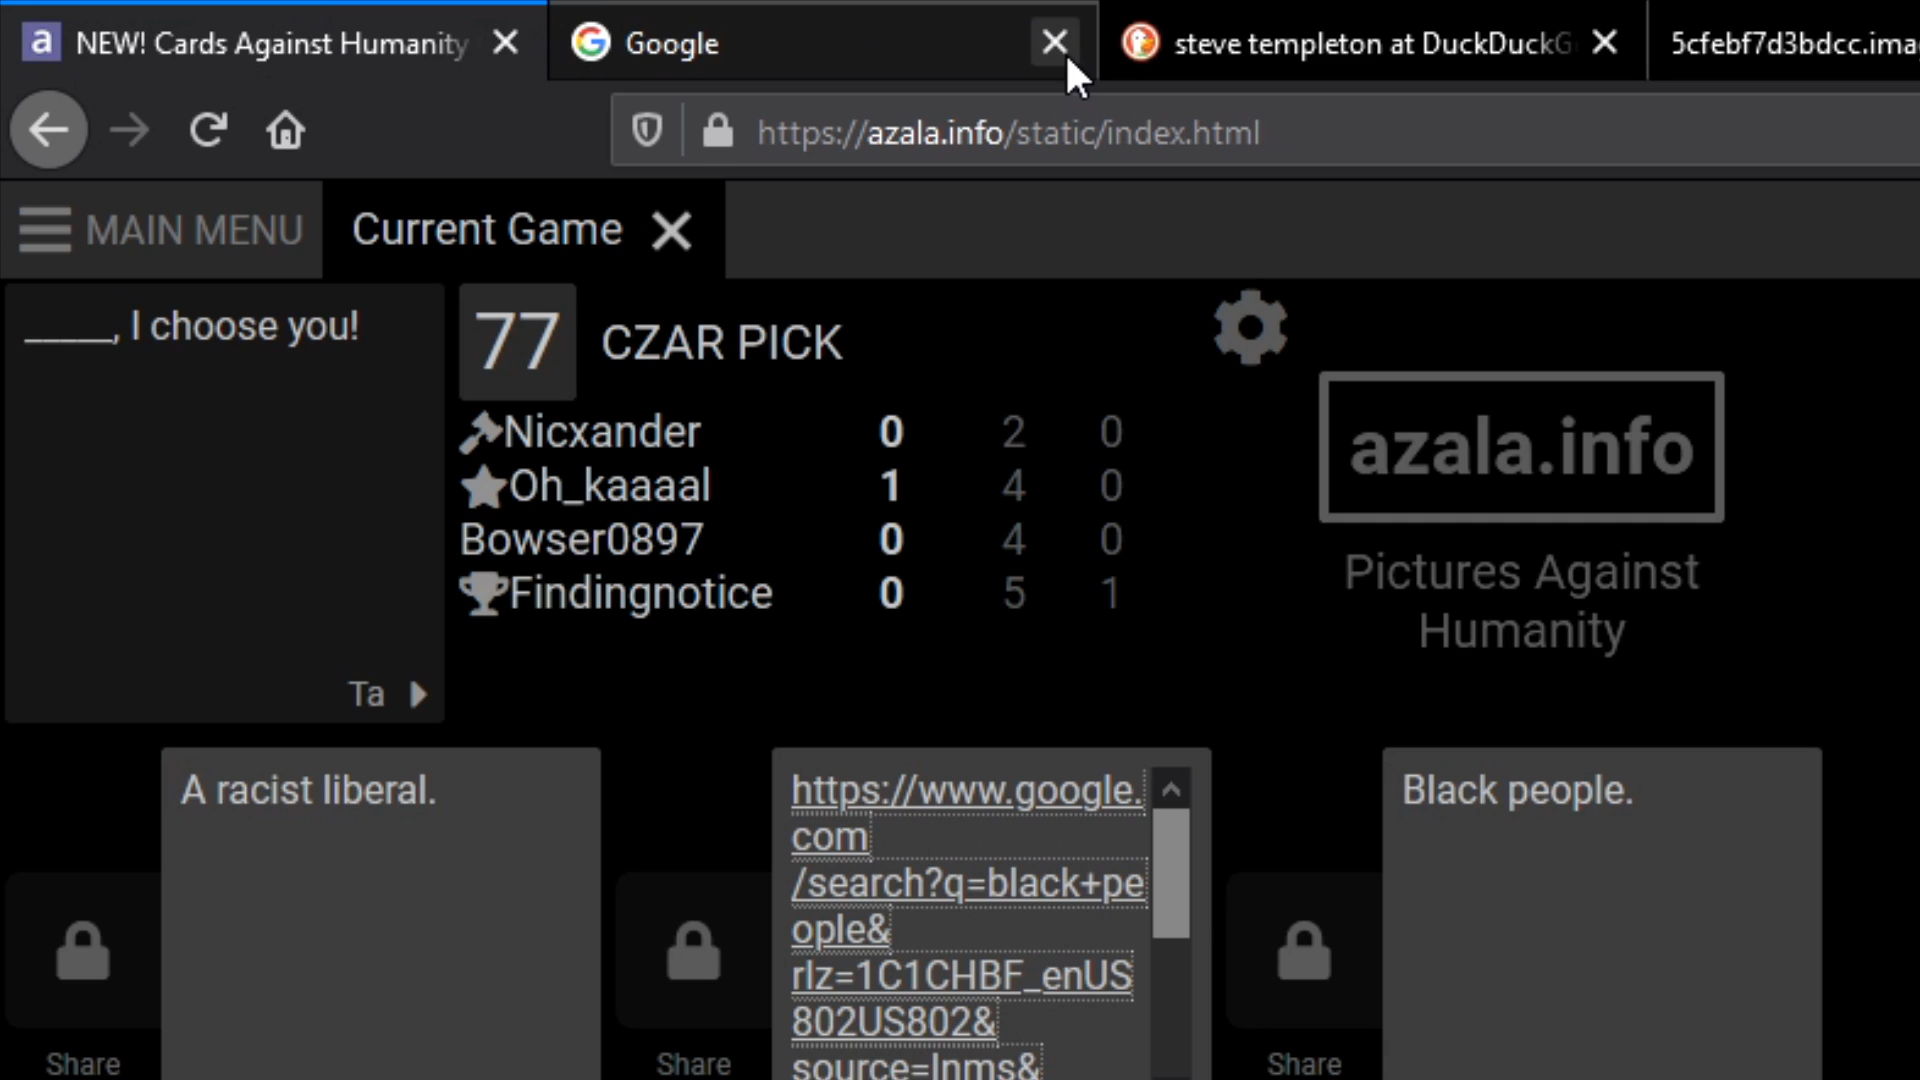 NEW! Cards Against Humanity
Google
steve templeton at DuckDuckG
5cfebf7d3bdcc.ima
https://azala.info/static/index.html
MAIN MENU
Current Game
_____, I choose you!
77
CZAR PICK
Nicxander 0 2 0
Oh_kaaaal 1 4 0
Bowser0897 0 4 0
Findingnotice 0 5 1
azala.info
Pictures Against
Humanity
Ta
A racist liberal.
https://www.google.
com
/search?q=black+pe
ople&
rlz=1C1CHBF_enUS
802US802&
source=lnms&
Black people.
Share
Share
Share